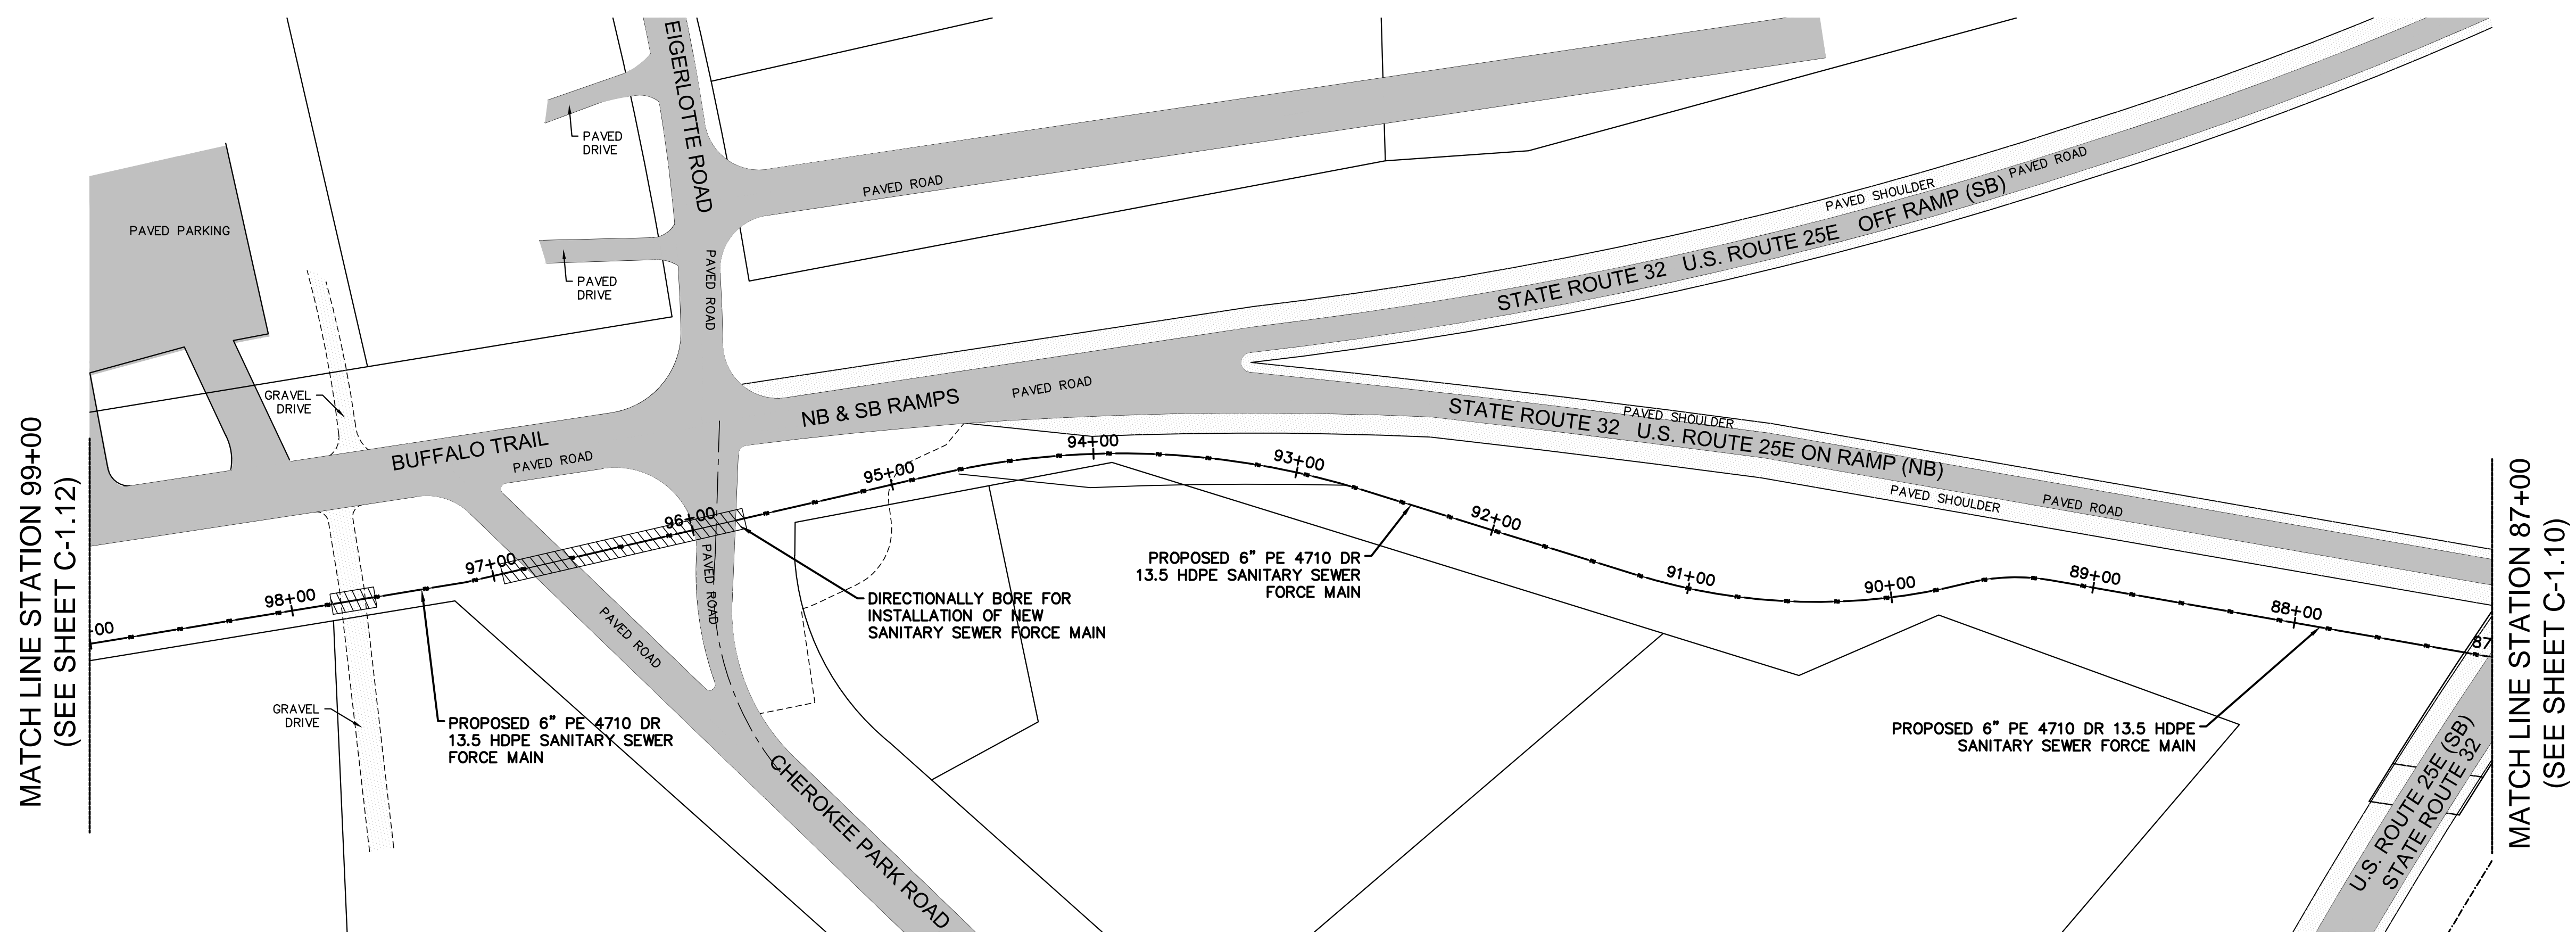 MATCH LINE STATION 99+00
(SEE SHEET C-1.12)
EIGERLOTTE ROAD
PAVED
DRIVE
PAVED
DRIVE
PAVED ROAD
PAVED ROAD
PAVED PARKING
GRAVEL
DRIVE
BUFFALO TRAIL
PAVED ROAD
NB & SB RAMPS
PAVED ROAD
PAVED SHOULDER
STATE ROUTE 32 U.S. ROUTE 25E OFF RAMP (SB)
PAVED ROAD
PAVED SHOULDER
STATE ROUTE 32 U.S. ROUTE 25E ON RAMP (NB)
PAVED SHOULDER
PAVED ROAD
-00
98+00
97+00
96+00
95+00
94+00
93+00
92+00
91+00
90+00
89+00
88+00
87
PAVED ROAD
PAVED ROAD
DIRECTIONALLY BORE FOR
INSTALLATION OF NEW
SANITARY SEWER FORCE MAIN
PROPOSED 6" PE 4710 DR
13.5 HDPE SANITARY SEWER
FORCE MAIN
GRAVEL
DRIVE
PROPOSED 6" PE 4710 DR
13.5 HDPE SANITARY SEWER
FORCE MAIN
CHEROKEE PARK ROAD
PROPOSED 6" PE 4710 DR 13.5 HDPE
SANITARY SEWER FORCE MAIN
U.S. ROUTE 25E (SB)
STATE ROUTE 32
MATCH LINE STATION 87+00
(SEE SHEET C-1.10)